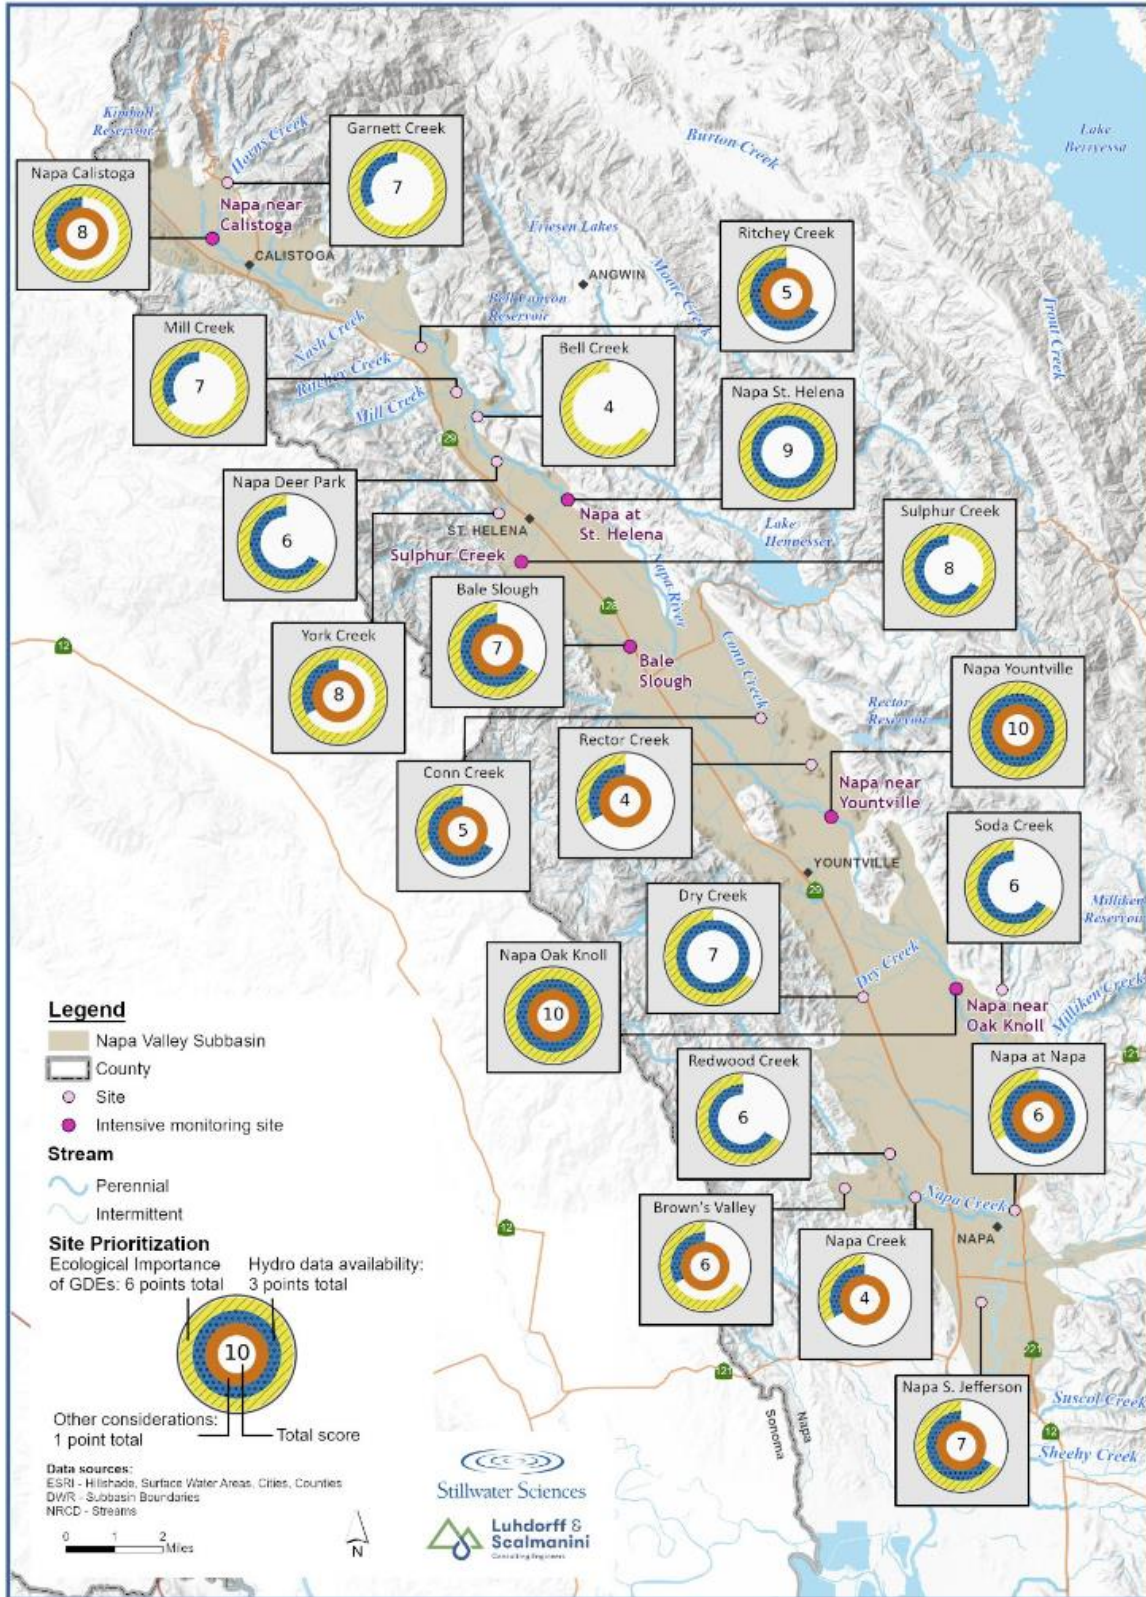 Kimball
Reservoir
Horns Creek
Garnett Creek
7
Burton Creek
Lake
Berryessa
Napa Calistoga
8
Napa near
Calistoga
CALISTOGA
Friesen Lakes
ANGWIN
Moore Creek
Ritchey Creek
5
Trout Creek
Bell Canyon
Reservoir
Mill Creek
7
Nash Creek
Ritchey Creek
Mill Creek
Bell Creek
4
Napa St. Helena
9
29
Napa Deer Park
6
ST. HELENA
Napa at
St. Helena
Lake
Hennessey
Sulphur Creek
8
Sulphur Creek
Napa River
Bale Slough
7
128
12
York Creek
8
Bale
Slough
Conn Creek
Napa Yountville
10
Rector
Reservoir
Rector Creek
4
Napa near
Yountville
Conn Creek
5
Soda Creek
6
YOUNTVILLE
29
Milliken
Reservoir
Dry Creek
7
Dry Creek
Napa Oak Knoll
10
Napa near
Oak Knoll
Milliken Creek
121
Redwood Creek
6
Napa at Napa
6
Napa Creek
NAPA
Brown's Valley
6
Napa Creek
4
12
121
221
Napa S. Jefferson
7
Suscol Creek
12
Sheehy Creek
Napa
Sonoma
Legend
Napa Valley Subbasin
County
Site
Intensive monitoring site
Stream
Perennial
Intermittent
Site Prioritization
Ecological Importance
of GDEs: 6 points total
Hydro data availability:
3 points total
10
Other considerations:
1 point total
Total score
Data sources:
ESRI - Hillshade, Surface Water Areas, Cities, Counties
DWR - Subbasin Boundaries
NRCD - Streams
0 1 2
Miles
N
Stillwater Sciences
Luhdorff &
Scalmanini
Consulting Engineers